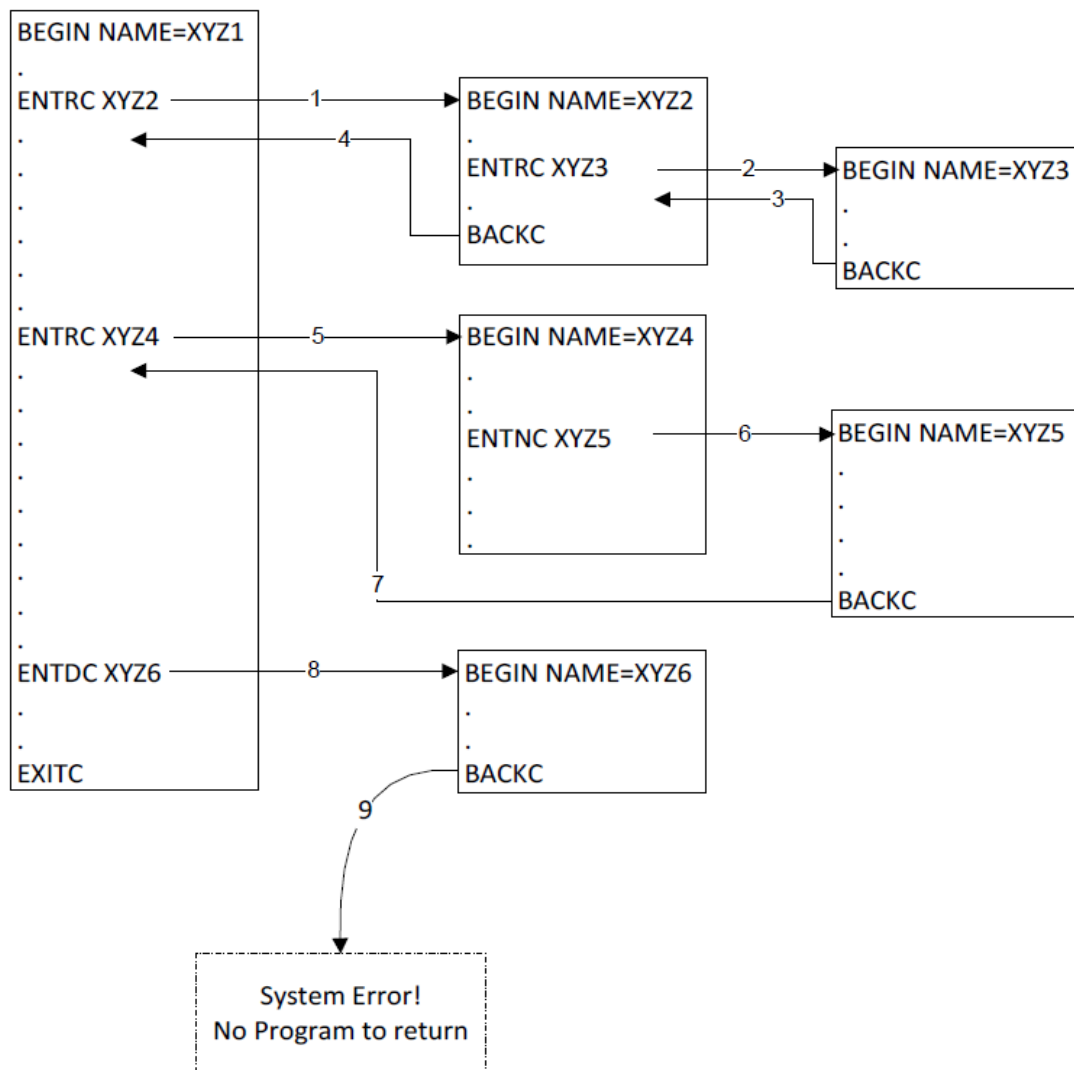 BEGIN NAME=XYZ1
.
ENTRC XYZ2
.
.
.
.
.
.
ENTRC XYZ4
.
.
.
.
.
.
.
.
.
ENTDC XYZ6
.
.
EXITC
1
4
BEGIN NAME=XYZ2
.
ENTRC XYZ3
.
BACKC
2
3
BEGIN NAME=XYZ3
.
.
BACKC
5
BEGIN NAME=XYZ4
.
.
ENTNC XYZ5
.
.
.
6
BEGIN NAME=XYZ5
.
.
.
.
BACKC
7
8
BEGIN NAME=XYZ6
.
.
BACKC
9
System Error!
No Program to return